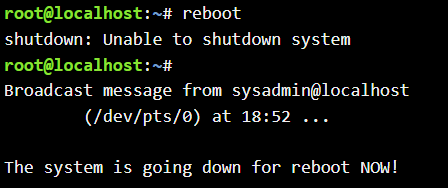 root@localhost:~# reboot
shutdown: Unable to shutdown system
root@localhost:~#
Broadcast message from sysadmin@localhost
        (/dev/pts/0) at 18:52 ...

The system is going down for reboot NOW!